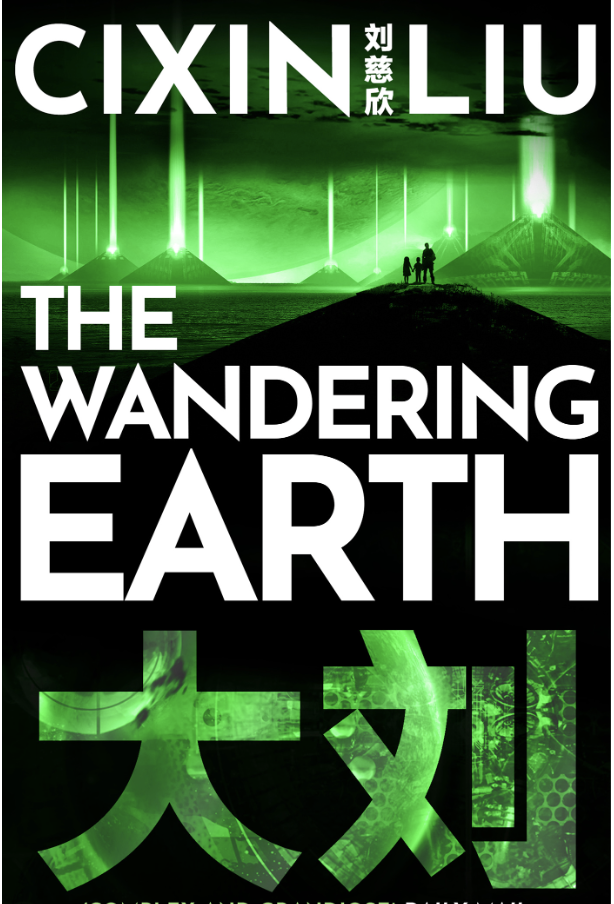 CIXIN 刘慈欣 LIU
THE
WANDERING
EARTH
大刘